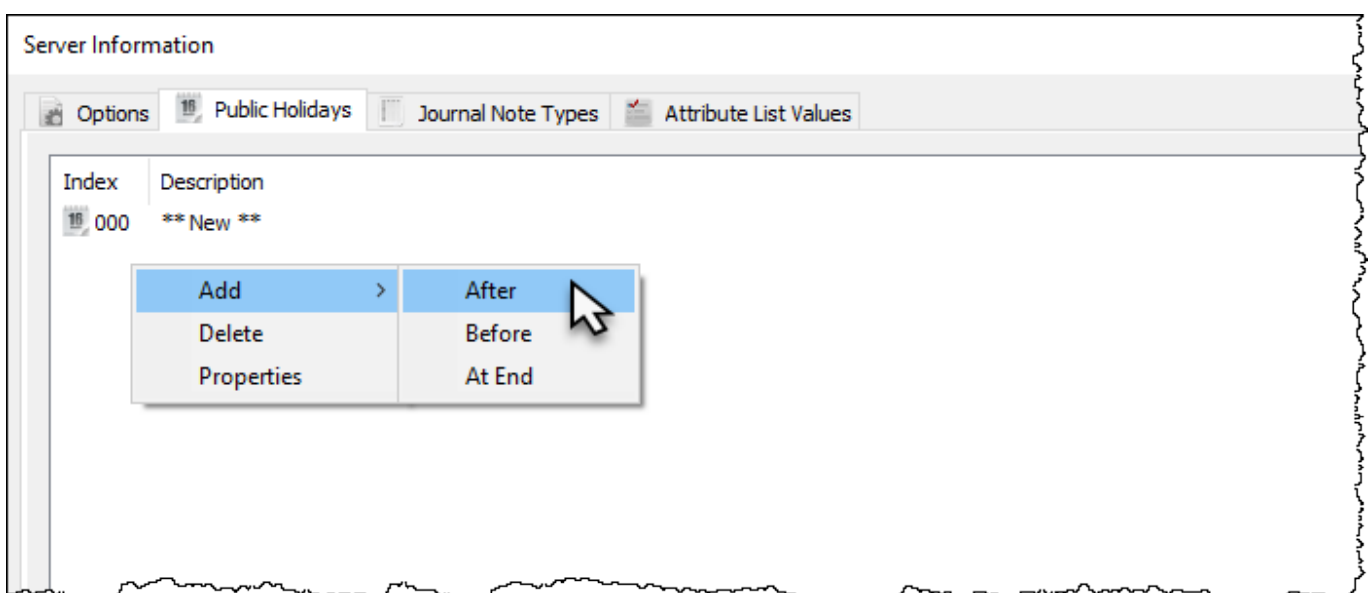 Server Information
Options Public Holidays Journal Note Types Attribute List Values
Index Description
16 000 ** New **
Add > After
Delete Before
Properties At End